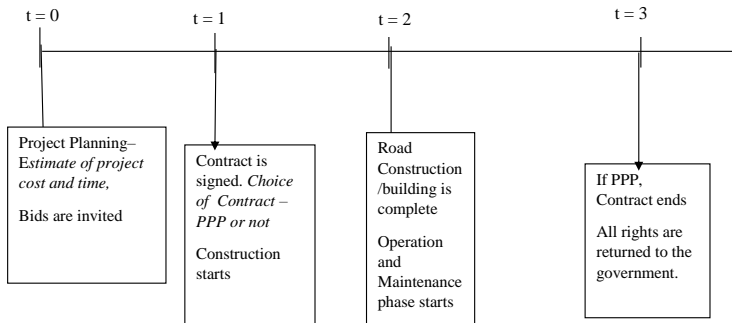 t = 0
t = 1
t = 2
t = 3
Project Planning–
Estimate of project
cost and time,
Bids are invited
Contract is
signed. Choice
of Contract –
PPP or not
Construction
starts
Road
Construction
/building is
complete
Operation
and
Maintenance
phase starts
If PPP,
Contract ends
All rights are
returned to the
government.